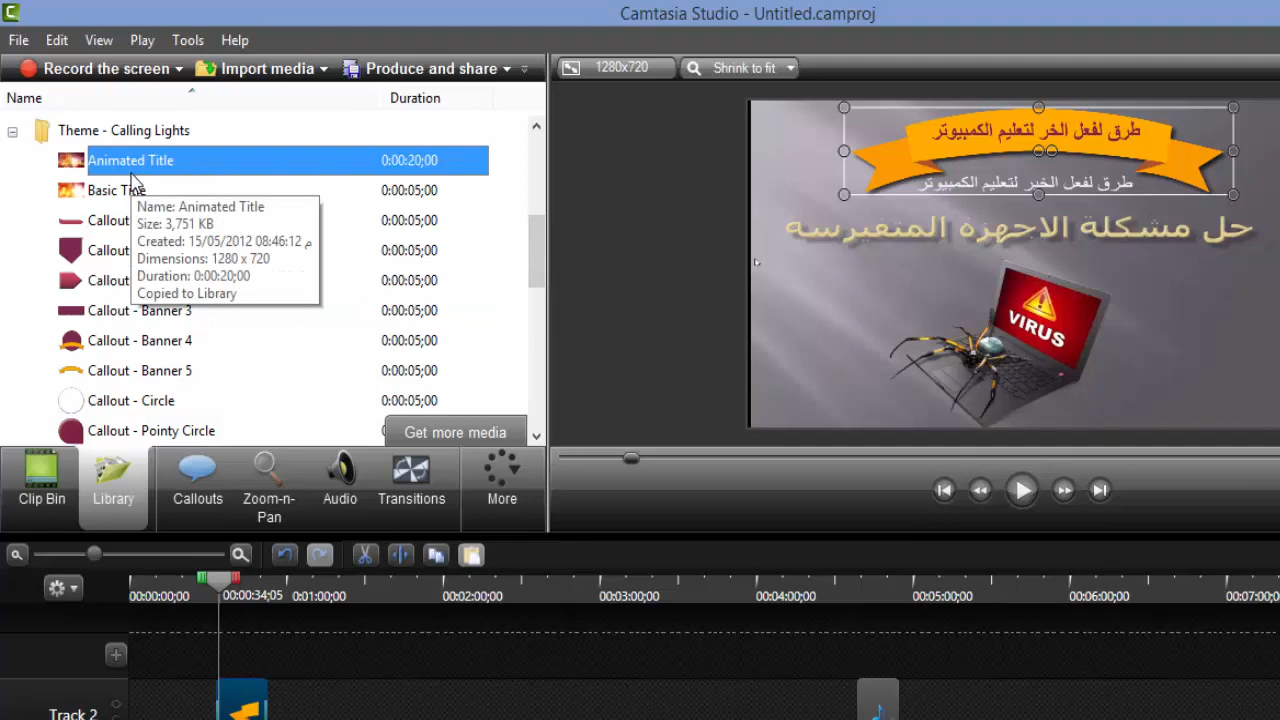 Camtasia Studio - Untitled.camproj
File Edit View Play Tools Help
Record the screen Import media Produce and share
1280x720 Shrink to fit
Name Duration
Theme - Calling Lights
Animated Title 0:00:20;00
Basic Title 0:00:05;00
Callout 0:00:05;00
Callout 0:00:05;00
Callout 0:00:05;00
Callout - Banner 3 0:00:05;00
Callout - Banner 4 0:00:05;00
Callout - Banner 5 0:00:05;00
Callout - Circle 0:00:05;00
Callout - Pointy Circle
Name: Animated Title
Size: 3,751 KB
Created: 15/05/2012 08:46:12 م
Dimensions: 1280 x 720
Duration: 0:00:20;00
Copied to Library
Get more media
طرق لفعل الخر لتعليم الكمبيوتر
طرق لفعل الخير لتعليم الكمبيوتر
حل مشكلة الاجهزة المتغيرسه
VIRUS
Clip Bin
Library
Callouts
Zoom-n-
Pan
Audio
Transitions
More
00:00:00;00 00:00:34;05 00:01:00;00 00:02:00;00 00:03:00;00 00:04:00;00 00:05:00;00 00:06:00;00 00:07:00;0
Track 2